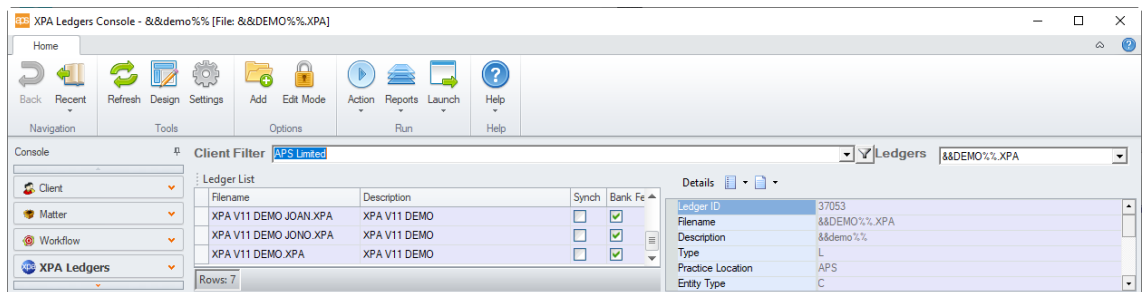 aps XPA Ledgers Console - &&demo%% [File: &&DEMO%%.XPA]
Home
Back Recent Refresh Design Settings Add Edit Mode Action Reports Launch Help
Navigation Tools Options Run Help
Console Client Filter APS Limited Ledgers &&DEMO%%.XPA
Ledger List Details
Client
Filename Description Synch Bank Fe
Matter
XPA V11 DEMO JOAN.XPA XPA V11 DEMO
XPA V11 DEMO JONO.XPA XPA V11 DEMO
Workflow
XPA V11 DEMO.XPA XPA V11 DEMO
xpa XPA Ledgers
Rows: 7
Ledger ID 37053
Filename &&DEMO%%.XPA
Description &&demo%%
Type L
Practice Location APS
Entity Type C